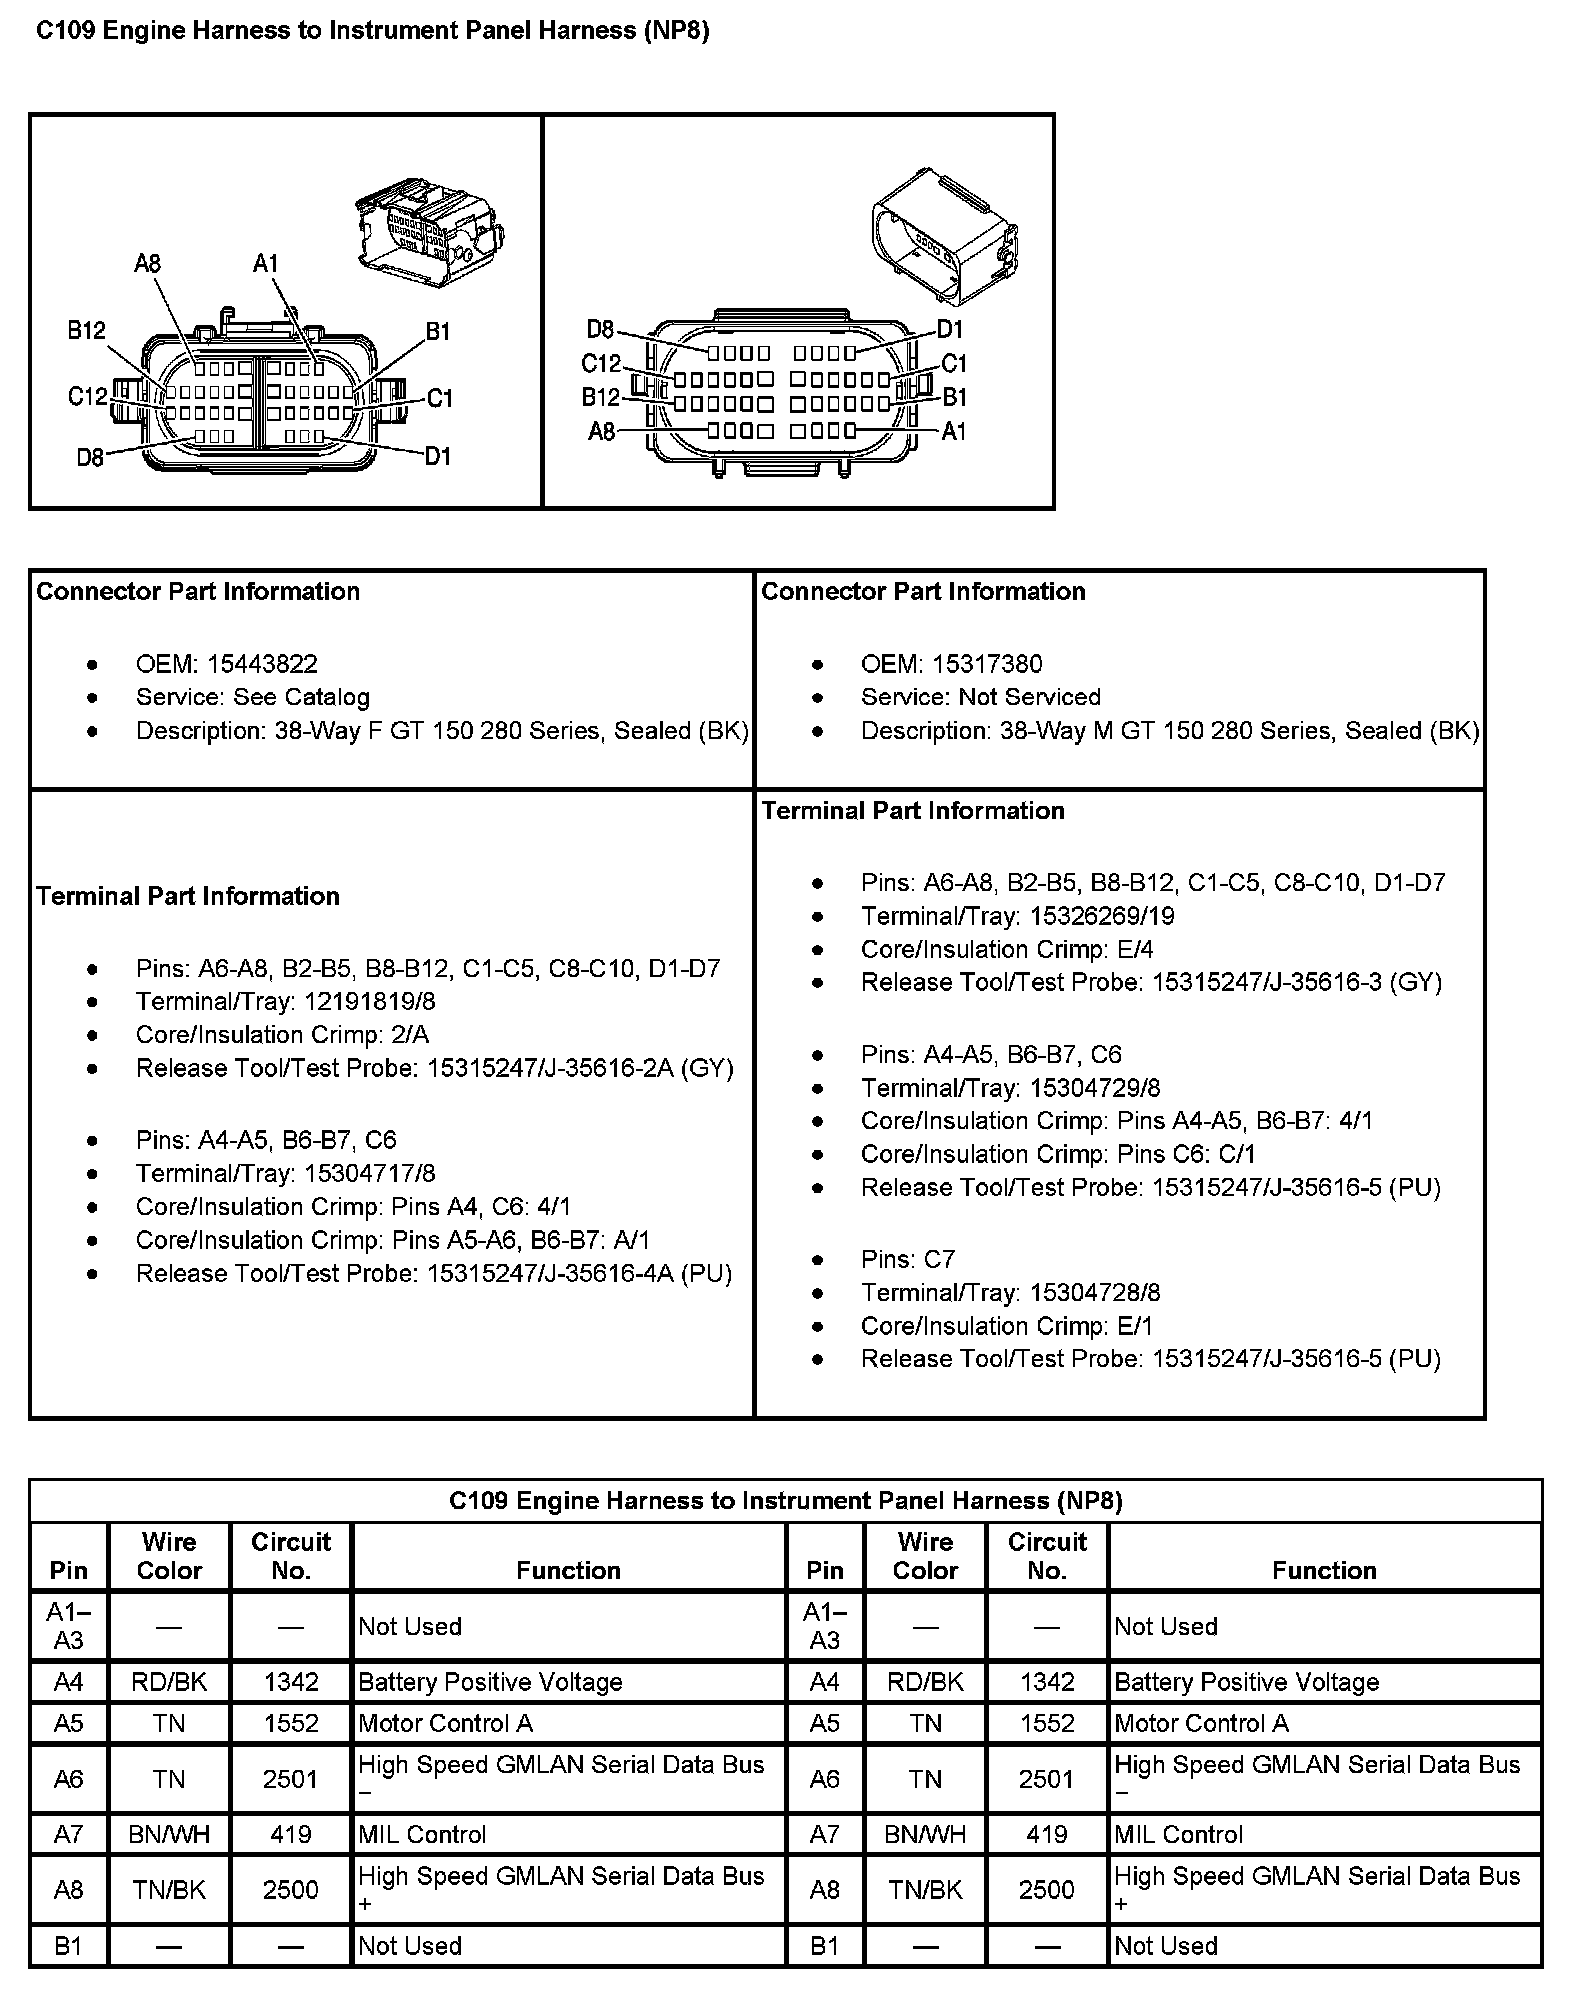 C109 Engine Harness to Instrument Panel Harness (NP8)
A8 A1
B12 B1
C12 C1
D8 D1
D8 D1
C12 C1
B12 B1
A8 A1
Connector Part Information
OEM: 15443822
Service: See Catalog
Description: 38-Way F GT 150 280 Series, Sealed (BK)
Connector Part Information
OEM: 15317380
Service: Not Serviced
Description: 38-Way M GT 150 280 Series, Sealed (BK)
Terminal Part Information
Pins: A6-A8, B2-B5, B8-B12, C1-C5, C8-C10, D1-D7
Terminal/Tray: 12191819/8
Core/Insulation Crimp: 2/A
Release Tool/Test Probe: 15315247/J-35616-2A (GY)
Pins: A4-A5, B6-B7, C6
Terminal/Tray: 15304717/8
Core/Insulation Crimp: Pins A4, C6: 4/1
Core/Insulation Crimp: Pins A5-A6, B6-B7: A/1
Release Tool/Test Probe: 15315247/J-35616-4A (PU)
Terminal Part Information
Pins: A6-A8, B2-B5, B8-B12, C1-C5, C8-C10, D1-D7
Terminal/Tray: 15326269/19
Core/Insulation Crimp: E/4
Release Tool/Test Probe: 15315247/J-35616-3 (GY)
Pins: A4-A5, B6-B7, C6
Terminal/Tray: 15304729/8
Core/Insulation Crimp: Pins A4-A5, B6-B7: 4/1
Core/Insulation Crimp: Pins C6: C/1
Release Tool/Test Probe: 15315247/J-35616-5 (PU)
Pins: C7
Terminal/Tray: 15304728/8
Core/Insulation Crimp: E/1
Release Tool/Test Probe: 15315247/J-35616-5 (PU)
C109 Engine Harness to Instrument Panel Harness (NP8)
Pin Wire Color Circuit No. Function Pin Wire Color Circuit No. Function
A1–A3 — — Not Used A1–A3 — — Not Used
A4 RD/BK 1342 Battery Positive Voltage A4 RD/BK 1342 Battery Positive Voltage
A5 TN 1552 Motor Control A A5 TN 1552 Motor Control A
A6 TN 2501 High Speed GMLAN Serial Data Bus – A6 TN 2501 High Speed GMLAN Serial Data Bus –
A7 BN/WH 419 MIL Control A7 BN/WH 419 MIL Control
A8 TN/BK 2500 High Speed GMLAN Serial Data Bus + A8 TN/BK 2500 High Speed GMLAN Serial Data Bus +
B1 — — Not Used B1 — — Not Used